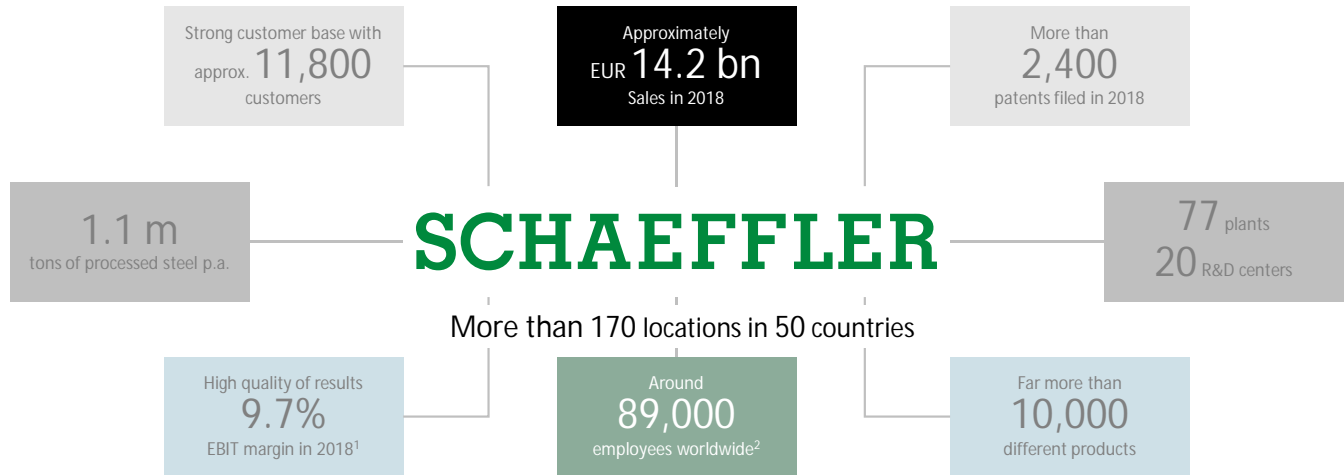 Strong customer base with
approx. 11,800
customers
Approximately
EUR 14.2 bn
Sales in 2018
More than
2,400
patents filed in 2018
1.1 m
tons of processed steel p.a.
SCHAEFFLER
77 plants
20 R&D centers
More than 170 locations in 50 countries
High quality of results
9.7%
EBIT margin in 2018¹
Around
89,000
employees worldwide²
Far more than
10,000
different products